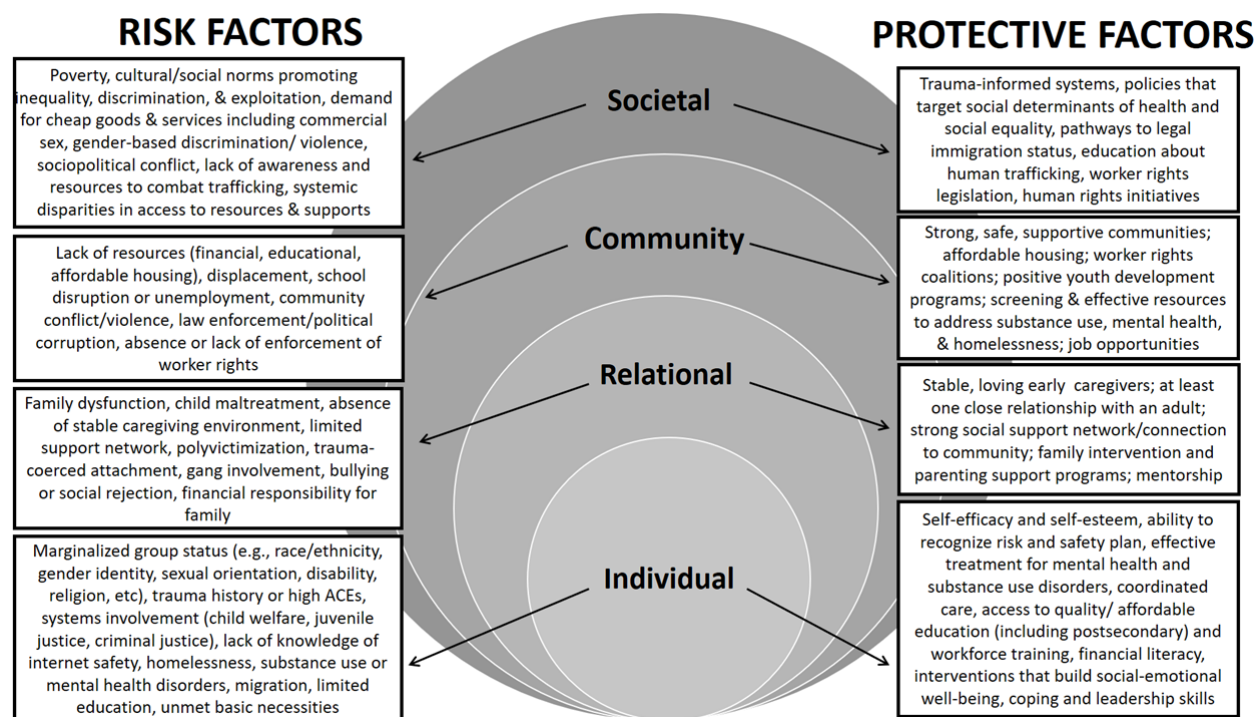 RISK FACTORS
Poverty, cultural/social norms promoting
inequality, discrimination, & exploitation, demand
for cheap goods & services including commercial
sex, gender-based discrimination/ violence,
sociopolitical conflict, lack of awareness and
resources to combat trafficking, systemic
disparities in access to resources & supports
Lack of resources (financial, educational,
affordable housing), displacement, school
disruption or unemployment, community
conflict/violence, law enforcement/political
corruption, absence or lack of enforcement of
worker rights
Family dysfunction, child maltreatment, absence
of stable caregiving environment, limited
support network, polyvictimization, trauma-
coerced attachment, gang involvement, bullying
or social rejection, financial responsibility for
family
Marginalized group status (e.g., race/ethnicity,
gender identity, sexual orientation, disability,
religion, etc), trauma history or high ACEs,
systems involvement (child welfare, juvenile
justice, criminal justice), lack of knowledge of
internet safety, homelessness, substance use or
mental health disorders, migration, limited
education, unmet basic necessities
Societal
Community
Relational
Individual
PROTECTIVE FACTORS
Trauma-informed systems, policies that
target social determinants of health and
social equality, pathways to legal
immigration status, education about
human trafficking, worker rights
legislation, human rights initiatives
Strong, safe, supportive communities;
affordable housing; worker rights
coalitions; positive youth development
programs; screening & effective resources
to address substance use, mental health,
& homelessness; job opportunities
Stable, loving early caregivers; at least
one close relationship with an adult;
strong social support network/connection
to community; family intervention and
parenting support programs; mentorship
Self-efficacy and self-esteem, ability to
recognize risk and safety plan, effective
treatment for mental health and
substance use disorders, coordinated
care, access to quality/ affordable
education (including postsecondary) and
workforce training, financial literacy,
interventions that build social-emotional
well-being, coping and leadership skills